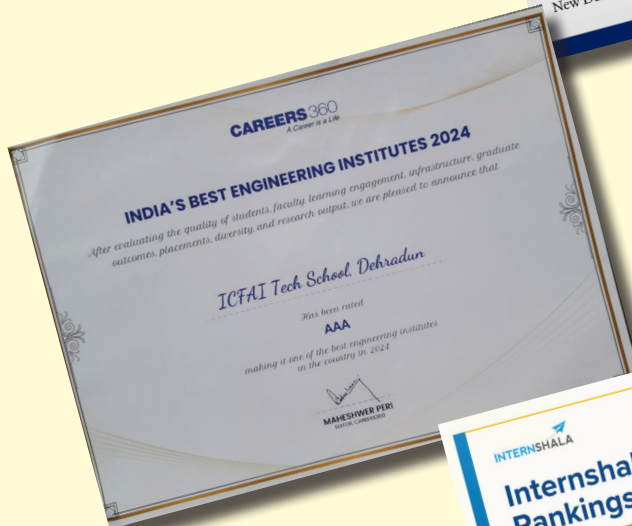 New De
CAREERS360
A Career is a Life
INDIA'S BEST ENGINEERING INSTITUTES 2024
After evaluating the quality of students, faculty, learning engagement, infrastructure, graduate
outcomes, placements, diversity, and research output, we are pleased to announce that
ICFAI Tech School, Dehradun
Has been rated
AAA
making it one of the best engineering institutes
in the country in 2024
MAHESHWER PERI
EDITOR, CAREERS360
INTERNSHALA
Internshal
Rankings